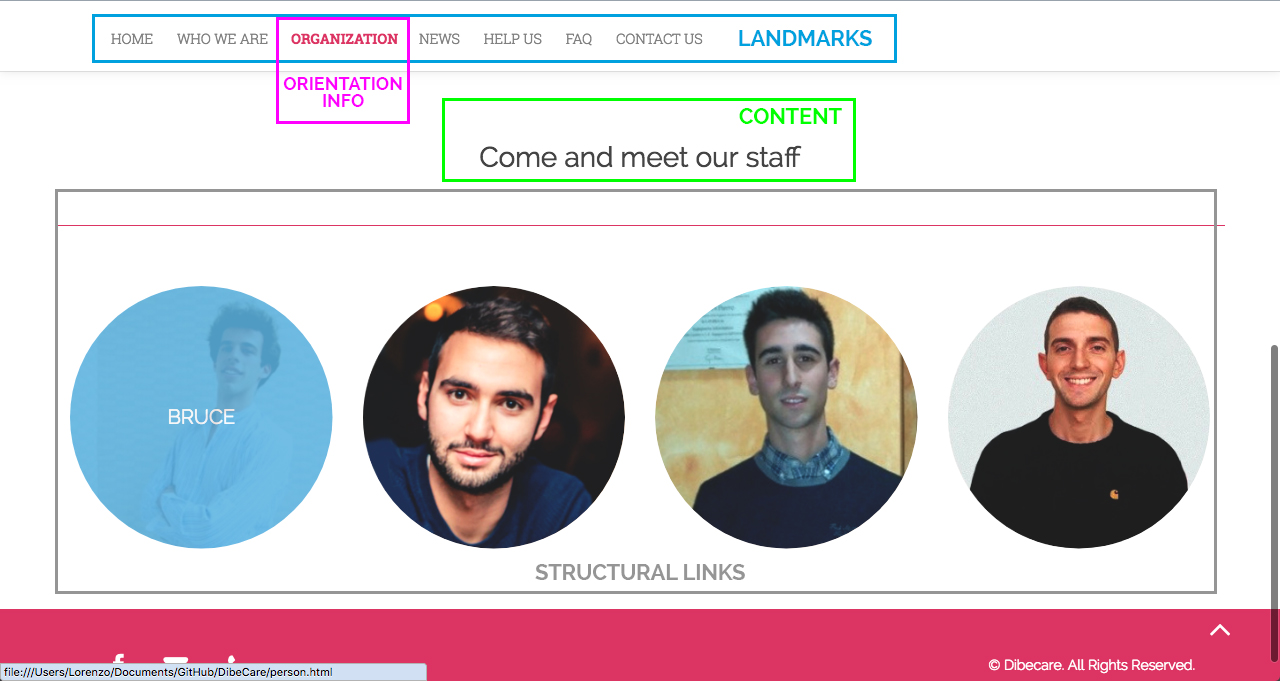 HOME WHO WE ARE ORGANIZATION NEWS HELP US FAQ CONTACT US LANDMARKS
ORIENTATION
INFO
CONTENT
Come and meet our staff
BRUCE
STRUCTURAL LINKS
© Dibecare. All Rights Reserved.
file:///Users/Lorenzo/Documents/GitHub/DibeCare/person.html